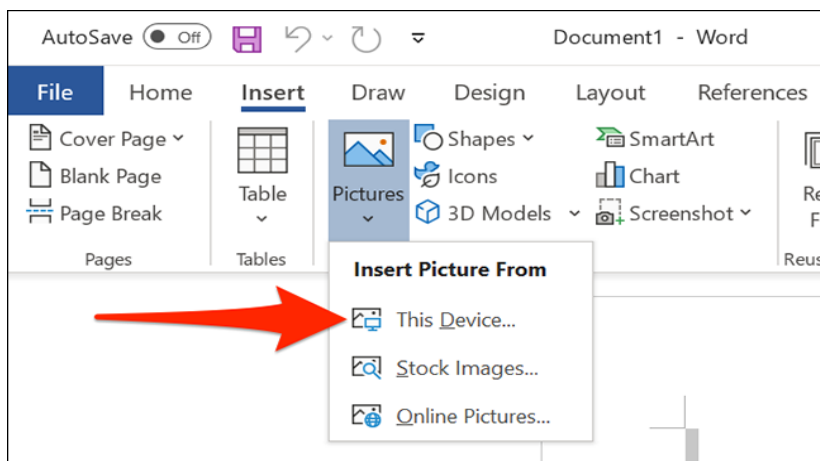 AutoSave Off Document1 - Word
File Home Insert Draw Design Layout References
Cover Page
Blank Page
Page Break
Pages
Table
Tables
Pictures
Shapes
Icons
3D Models
SmartArt
Chart
Screenshot
Insert Picture From
This Device...
Stock Images...
Online Pictures...